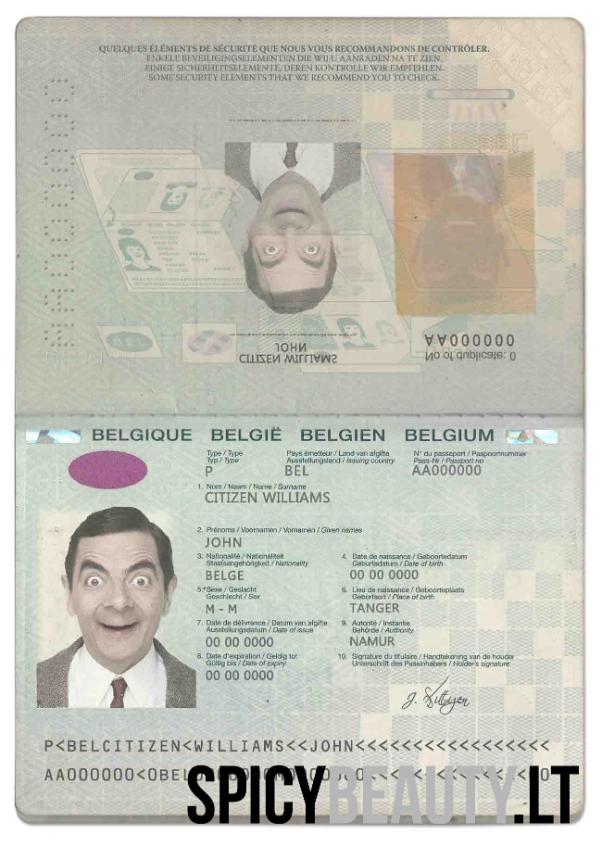 QUELQUES ÉLÉMENTS DE SÉCURITÉ QUE NOUS VOUS RECOMMANDONS DE CONTRÔLER.
ENKELE BEVEILIGINGSELEMENTEN DIE WIJ U AANRADEN NA TE ZIEN.
EINIGE SICHERHEITSELEMENTE, DEREN KONTROLLE WIR EMPFEHLEN.
SOME SECURITY ELEMENTS THAT WE RECOMMEND YOU TO CHECK.
JOHN
CITIZEN WILLIAMS
AA000000
No of duplicate: 0
BELGIQUE BELGIË BELGIEN BELGIUM
Type / Type
Typ / Type
P
Pays émetteur / Land van afgifte
Ausstellungsland / Issuing country
BEL
N° du passeport / Paspoortnummer
Pass-Nr / Passport no
AA000000
1. Nom / Naam / Name / Surname
CITIZEN WILLIAMS
2. Prénoms / Voornamen / Vornamen / Given names
JOHN
3. Nationalité / Nationaliteit
Staatsangehörigkeit / Nationality
BELGE
4. Date de naissance / Geboortedatum
Geburtsdatum / Date of birth
00 00 0000
5. Sexe / Geslacht
Geschlecht / Sex
M - M
6. Lieu de naissance / Geboorteplaats
Geburtsort / Place of birth
TANGER
7. Date de délivrance / Datum van afgifte
Ausstellungsdatum / Date of issue
00 00 0000
9. Autorité / Instantie
Behörde / Authority
NAMUR
8. Date d'expiration / Geldig tot
Gültig bis / Date of expiry
00 00 0000
10. Signature du titulaire / Handtekening van de houder
Unterschrift des Passinhabers / Holder's signature
P<BELCITIZEN<WILLIAMS<<JOHN<<<<<<<<<<<<<<<<<
SPICYBEAUTY.LT